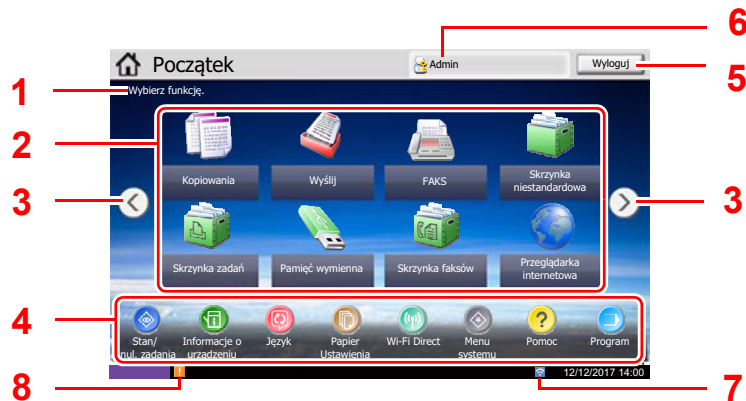 6
Początek
Admin
Wyloguj
5
1
Wybierz funkcję.
2
Kopiowania
Wyślij
FAKS
Skrzynka
niestandardowa
3
3
Skrzynka zadań
Pamięć wymienna
Skrzynka faksów
Przeglądarka
internetowa
4
Stan/
nul. zadania
Informacje o
urządzeniu
Język
Papier
Ustawienia
Wi-Fi Direct
Menu
systemu
?
Pomoc
Program
8
!
7
12/12/2017 14:00